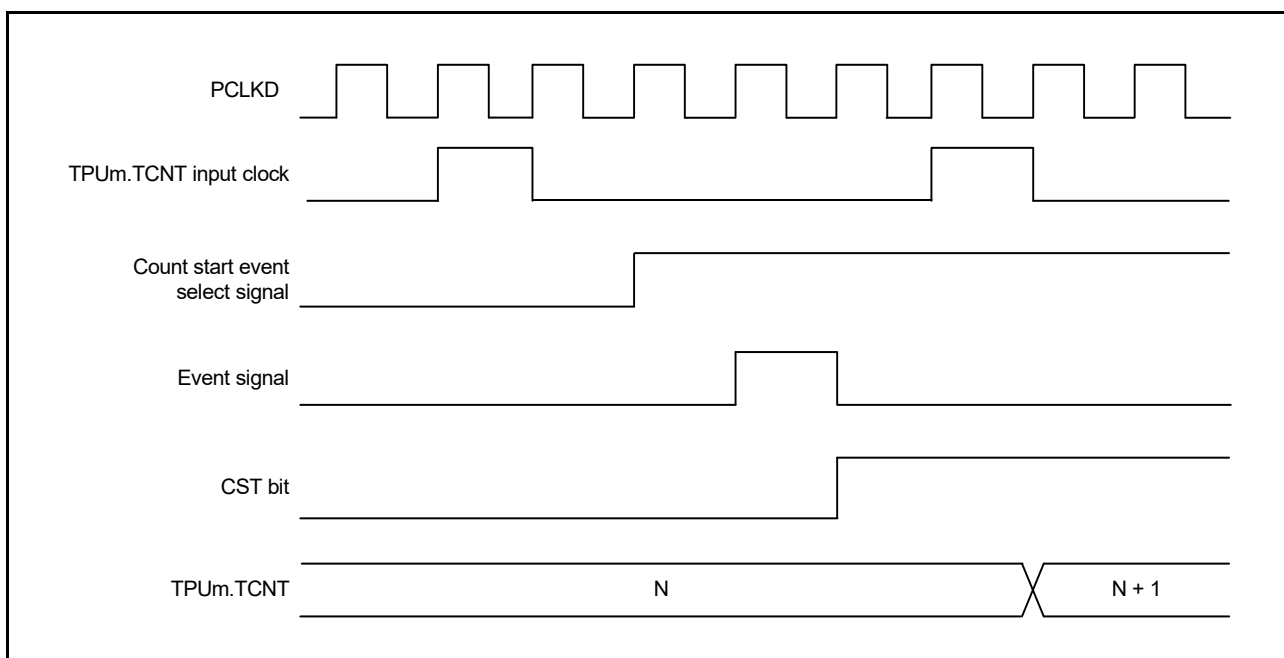 PCLKD
TPUm.TCNT input clock
Count start event
select signal
Event signal
CST bit
TPUm.TCNT
N
N + 1